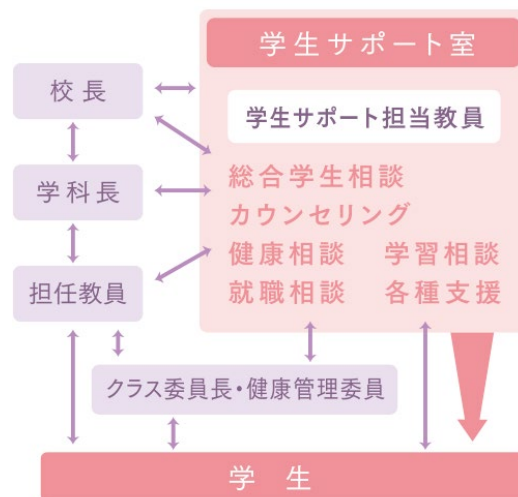 学生サポート室
校長
学生サポート担当教員
総合学生相談
学科長
カウンセリング
健康相談 学習相談
担任教員
就職相談 各種支援
クラス委員長・健康管理委員
学生